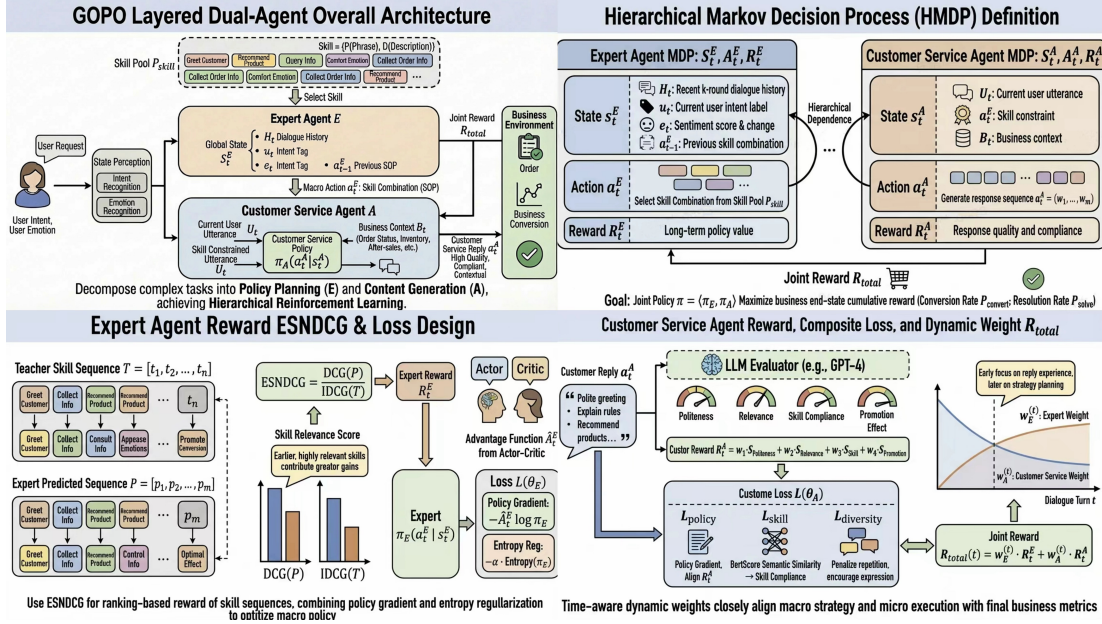 GOPO Layered Dual-Agent Overall Architecture
Skill = (P(Phrase), D(Description))
Skill Pool P_skill
Greet Customer
Recommend Product
Query Info
Comfort Emotion
Collect Order Info
Collect Order Info
Comfort Emotion
Collect Order Info
Recommend Product
...
Select Skill
User Request
State Perception
Intent Recognition
Emotion Recognition
User Intent,
User Emotion
Expert Agent E
Global State
S_t^E
• H_t Dialogue History
• u_t Intent Tag
• e_t Intent Tag
• a_{t-1}^E Previous SOP
Joint Reward
R_total
Macro Action a_t^E: Skill Combination (SOP)
Customer Service Agent A
Current User
Utterance U_t
Skill Constrained
Utterance
U_t
Customer Service
Policy
π_A(a_t^A|s_t^A)
Business Context B_t
(Order Status, Inventory,
After-sales, etc.)
Customer
Service Reply a_t^A
High Quality,
Compliant,
Contextual
Business
Environment
Order
Business
Conversion
Decompose complex tasks into Policy Planning (E) and Content Generation (A),
achieving Hierarchical Reinforcement Learning.
Hierarchical Markov Decision Process (HMDP) Definition
Expert Agent MDP: S_t^E, A_t^E, R_t^E
State s_t^E
H_t: Recent k-round dialogue history
u_t: Current user intent label
e_t: Sentiment score & change
a_{t-1}^E: Previous skill combination
Action a_t^E
...
Select Skill Combination from Skill Pool P_skill
Reward R_t^E
Long-term policy value
Hierarchical
Dependence
...
Customer Service Agent MDP: S_t^A, A_t^A, R_t^A
State s_t^A
U_t: Current user utterance
a_t^E: Skill constraint
B_t: Business context
Action a_t^A
...
Generate response sequence a_t^A = (w_1, ..., w_m)
Reward R_t^A
Response quality and compliance
Joint Reward R_total
Goal: Joint Policy π = ⟨π_E, π_A⟩ Maximize business end-state cumulative reward (Conversion Rate P_convert; Resolution Rate P_solve)
Expert Agent Reward ESNDCG & Loss Design
Teacher Skill Sequence T = [t_1, t_2, ..., t_n]
Greet Customer
Collect Info
Recommend Product
Recommend Product
...
t_n
Greet Customer
Collect Info
Consult Info
Appease Emotions
...
Promote Conversion
Expert Predicted Sequence P = [p_1, p_2, ..., p_m]
Greet Customer
Collect Info
Recommend Product
Recommend Product
...
p_m
Greet Customer
Collect Info
Recommend Product
Control Info
...
Optimal Effect
ESNDCG = DCG(P) / IDCG(T)
Skill Relevance Score
Earlier, highly relevant skills
contribute greater gains
DCG(P)
IDCG(T)
Expert Reward
R_t^E
Actor
Critic
Advantage Function Â_t^E
from Actor-Critic
Expert
π_E(a_t^E | s_t^E)
Loss L(θ_E)
Policy Gradient:
−Â_t^E log π_E
Entropy Reg:
−α · Entropy(π_E)
Use ESNDCG for ranking-based reward of skill sequences, combining policy gradient and entropy regullarization
to optitize macro policy
Customer Service Agent Reward, Composite Loss, and Dynamic Weight R_total
Customer Reply a_t^A
“ Polite greeting
• Explain rules
• Recommend
products... ”
LLM Evaluator (e.g., GPT-4)
Politeness
Relevance
Skill Compliance
Promotion
Effect
Custor Reward R_t^A = w_1·S_Politeness + w_2·S_Relevance + w_3·S_Skill + w_4·S_Promotion
Custome Loss L(θ_A)
L_policy
Policy Gradient,
Align R_t^A
L_skill
BertScore Semantic Similarity
→ Skill Compliance
L_diversity
Penalize repetition,
encourage expression
Early focus on reply experience,
later on strategy planning
w_E^(t): Expert Weight
w_A^(t): Customer Service Weight
Dialogue Turn t
Joint Reward
R_total(t) = w_E^(t) · R_t^E + w_A^(t) · R_t^A
Time-aware dynamic weights closely align macro strategy and micro execution with final business metrics